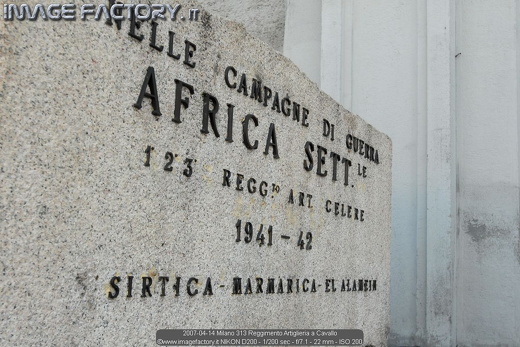 IMAGE FACTORY.IT
NELLE CAMPAGNE DI GUERRA
AFRICA SETT.LE
123° REGG.TO ART. CELERE
1941-42
SIRTICA-MARMARICA-EL ALAMEIN
2007-04-14 Milano 313 Reggimento Artiglieria a Cavallo
©www.imagefactory.it NIKON D200 - 1/200 sec - f/7.1 - 22 mm - ISO 200